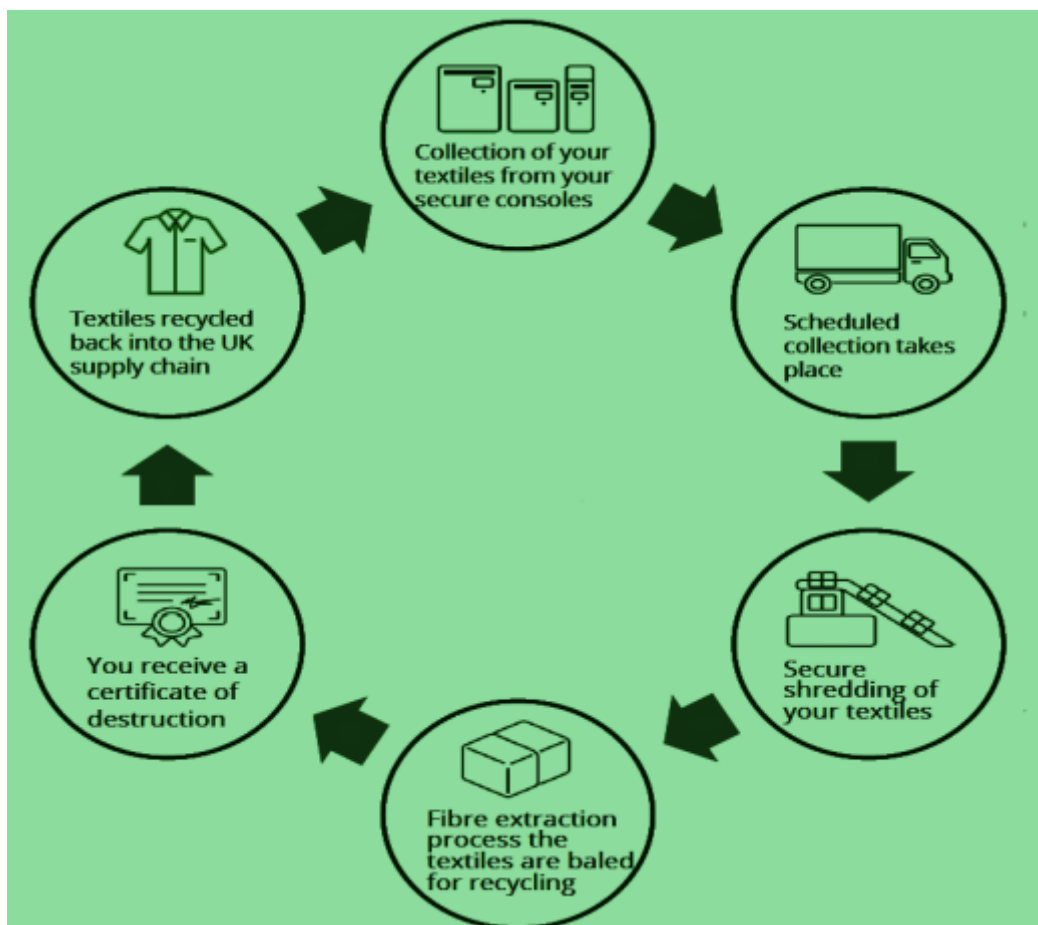 Collection of your
textiles from your
secure consoles
Scheduled
collection takes
place
Secure
shredding of
your textiles
Fibre extraction
process the
textiles are baled
for recycling
You receive a
certificate of
destruction
Textiles recycled
back into the UK
supply chain